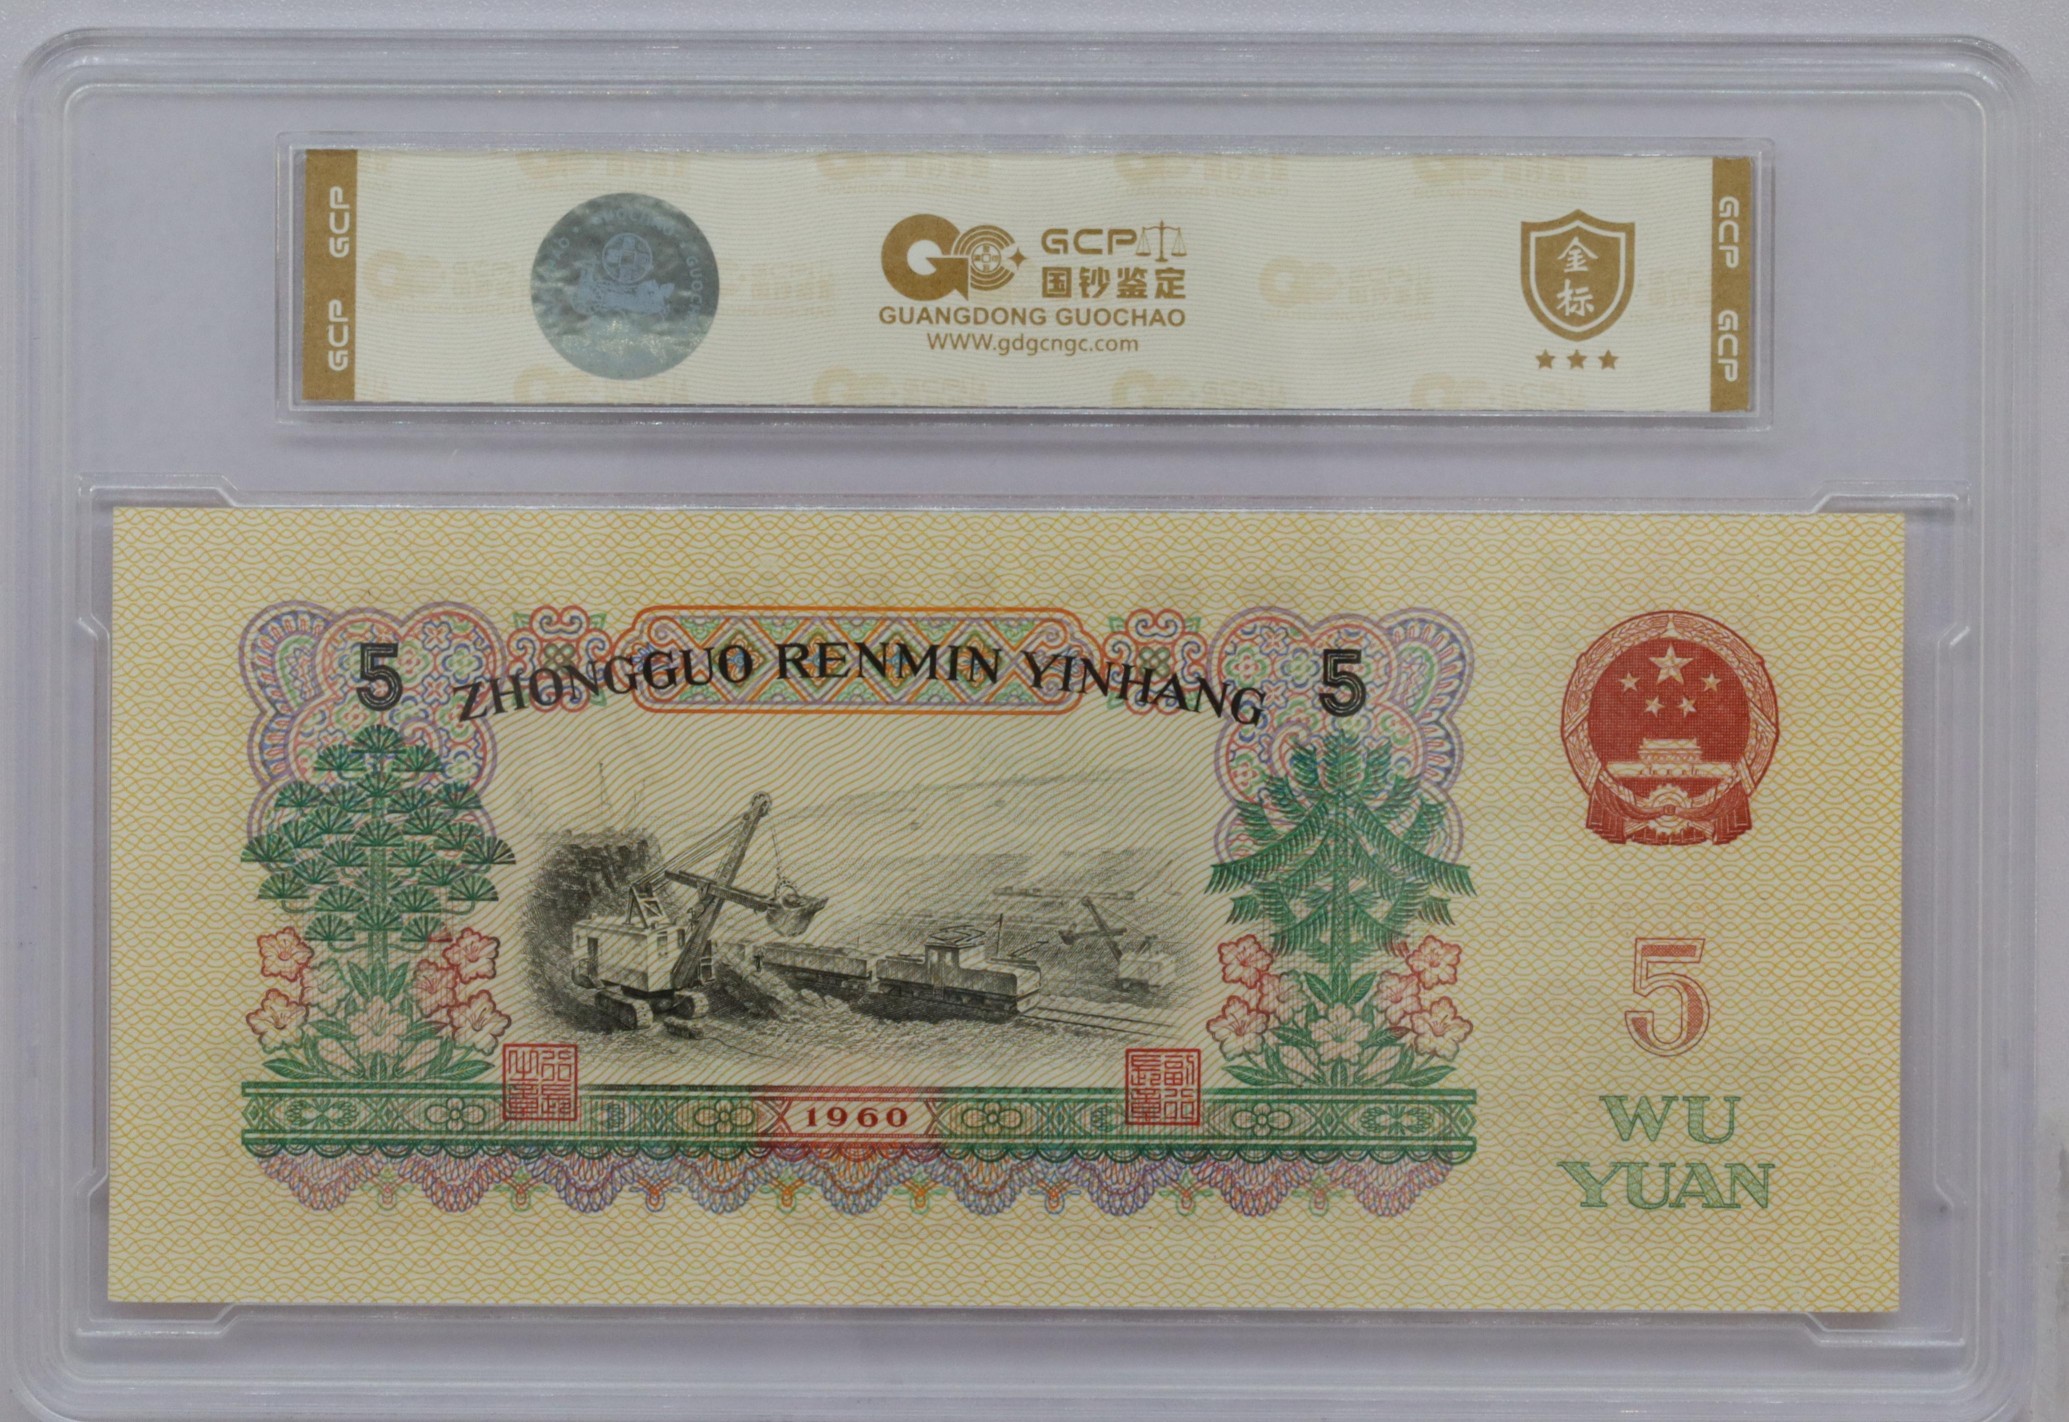 GCP GCP
GCP
国钞鉴定
GUANGDONG GUOCHAO
WWW.gdgcngc.com
金标
GCP GCP
5
ZHONGGUO RENMIN YINHANG
5
5
WU
YUAN
1960